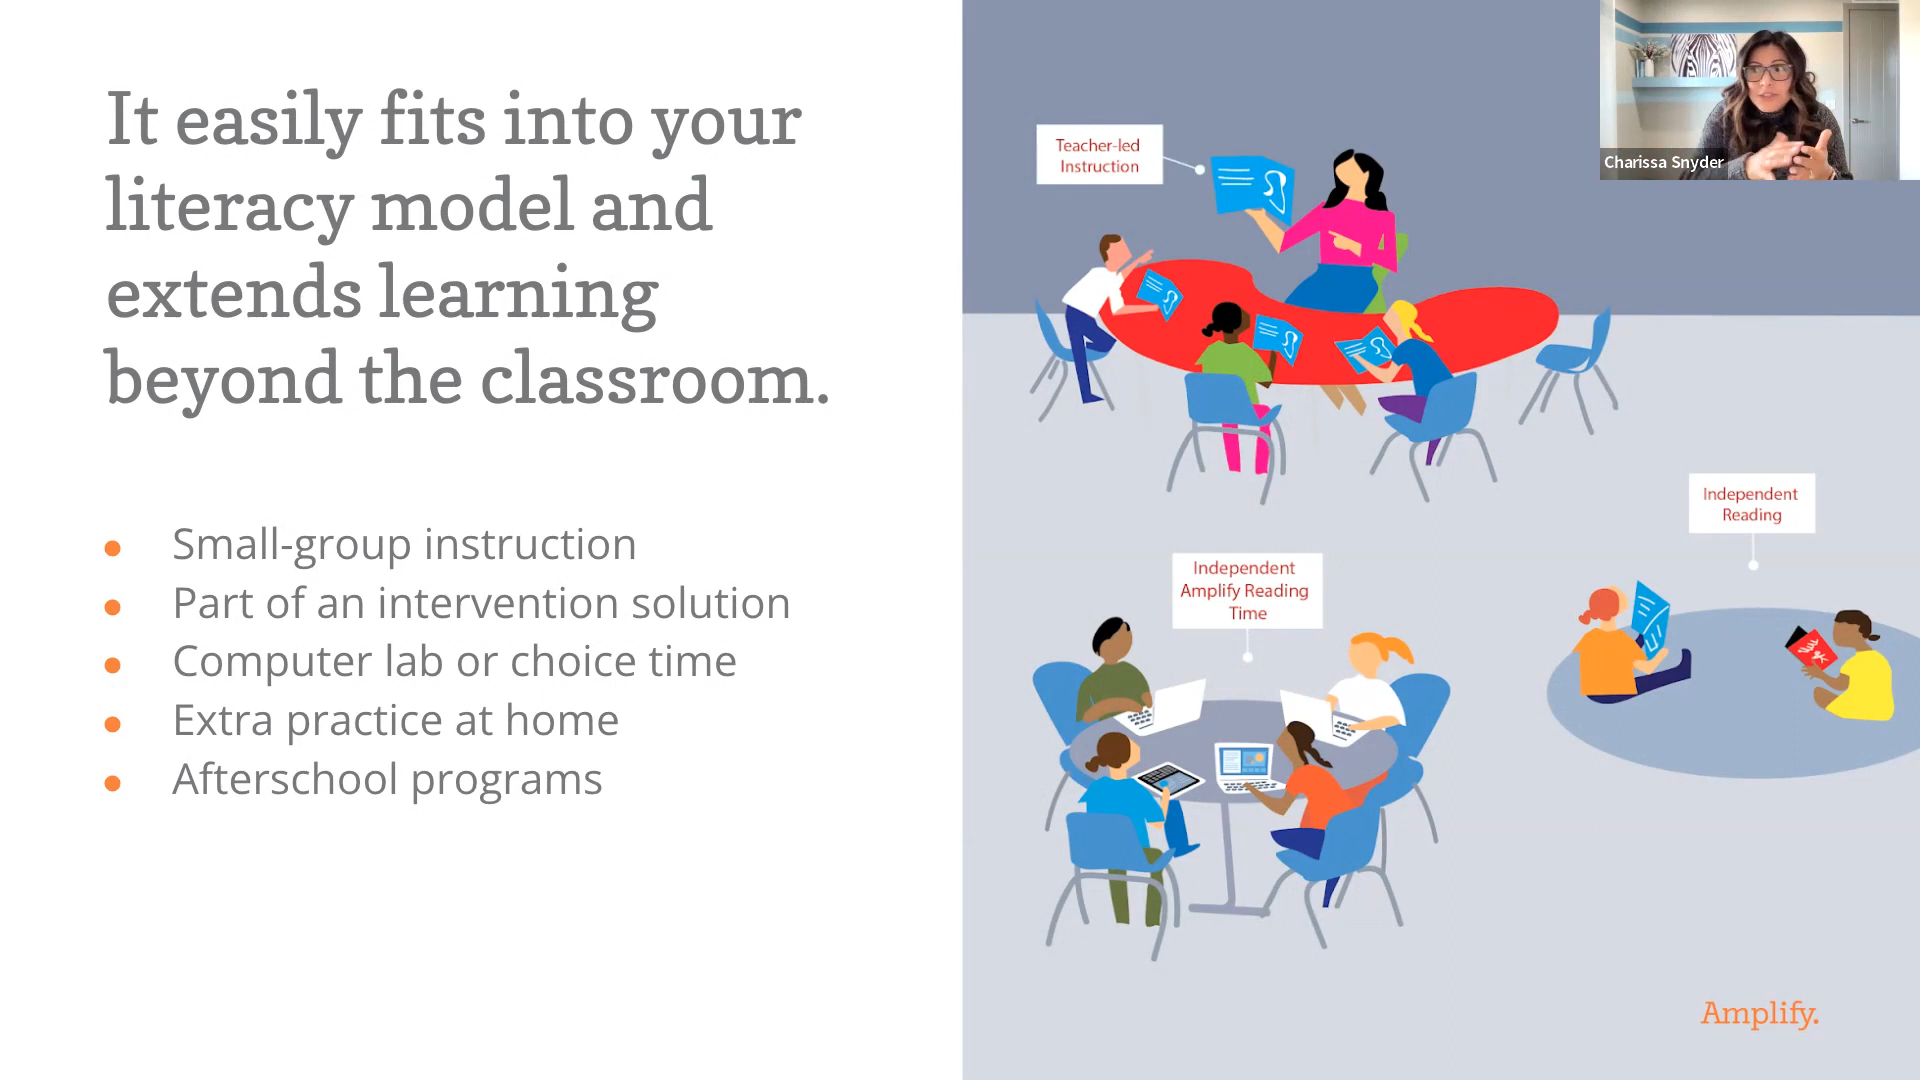 It easily fits into your
literacy model and
extends learning
beyond the classroom.
• Small-group instruction
• Part of an intervention solution
• Computer lab or choice time
• Extra practice at home
• Afterschool programs
Teacher-led
Instruction
Independent
Reading
Independent
Amplify Reading
Time
Charissa Snyder
Amplify.